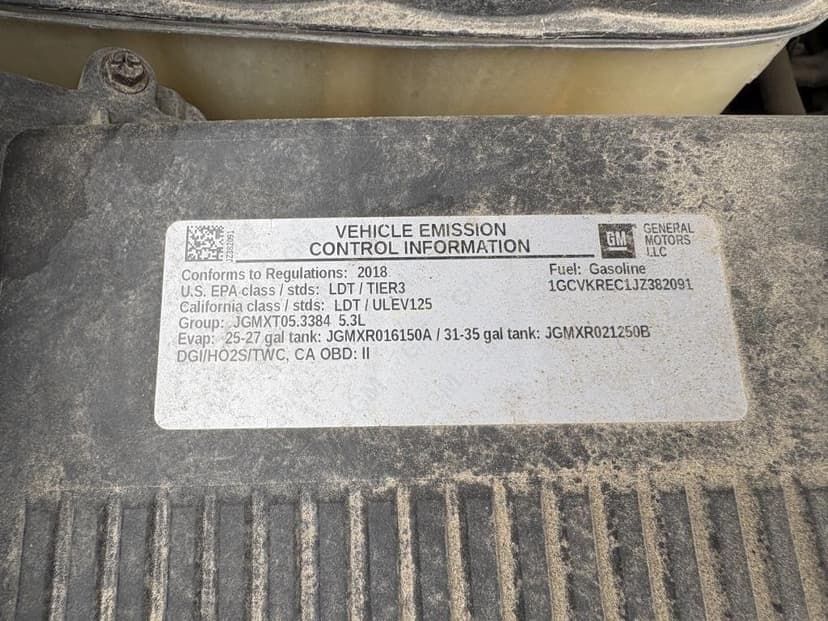 VEHICLE EMISSION
CONTROL INFORMATION
JZ382091
GM
GENERAL
MOTORS
LLC
Conforms to Regulations: 2018
Fuel: Gasoline
U.S. EPA class / stds: LDT / TIER3
1GCVKREC1JZ382091
California class / stds: LDT / ULEV125
Group: JGMXT05.3384 5.3L
Evap: 25-27 gal tank: JGMXR016150A / 31-35 gal tank: JGMXR021250B
DGI/HO2S/TWC, CA OBD: II